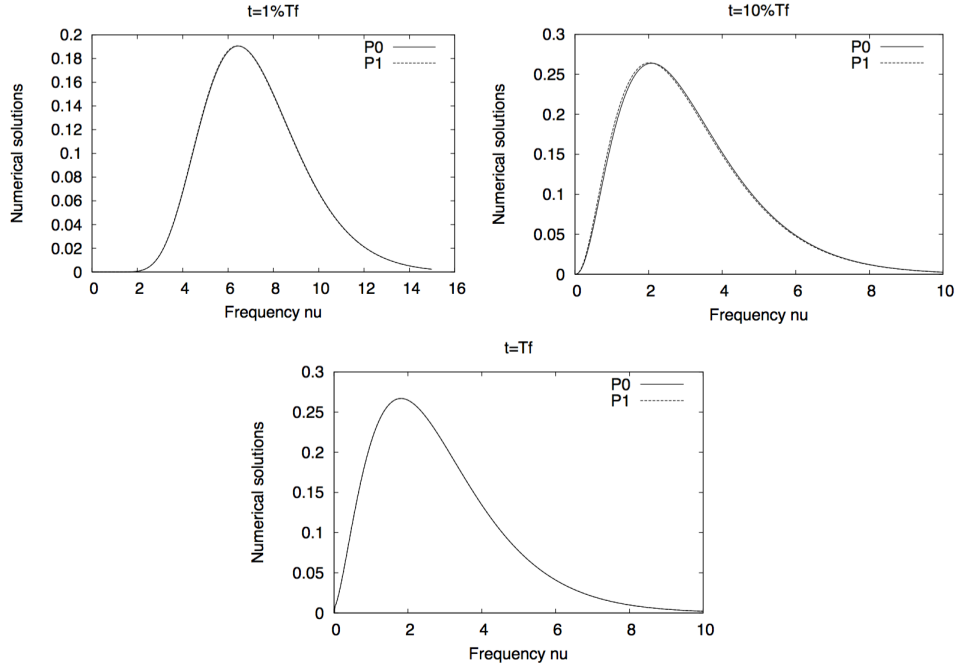 t=1%Tf
0.2
0.18
0.16
0.14
0.12
0.1
0.08
0.06
0.04
0.02
0
Numerical solutions
P0
P1
0 2 4 6 8 10 12 14 16
Frequency nu
t=10%Tf
0.3
0.25
0.2
0.15
0.1
0.05
0
Numerical solutions
P0
P1
0 2 4 6 8 10
Frequency nu
t=Tf
0.3
0.25
0.2
0.15
0.1
0.05
0
Numerical solutions
P0
P1
0 2 4 6 8 10
Frequency nu